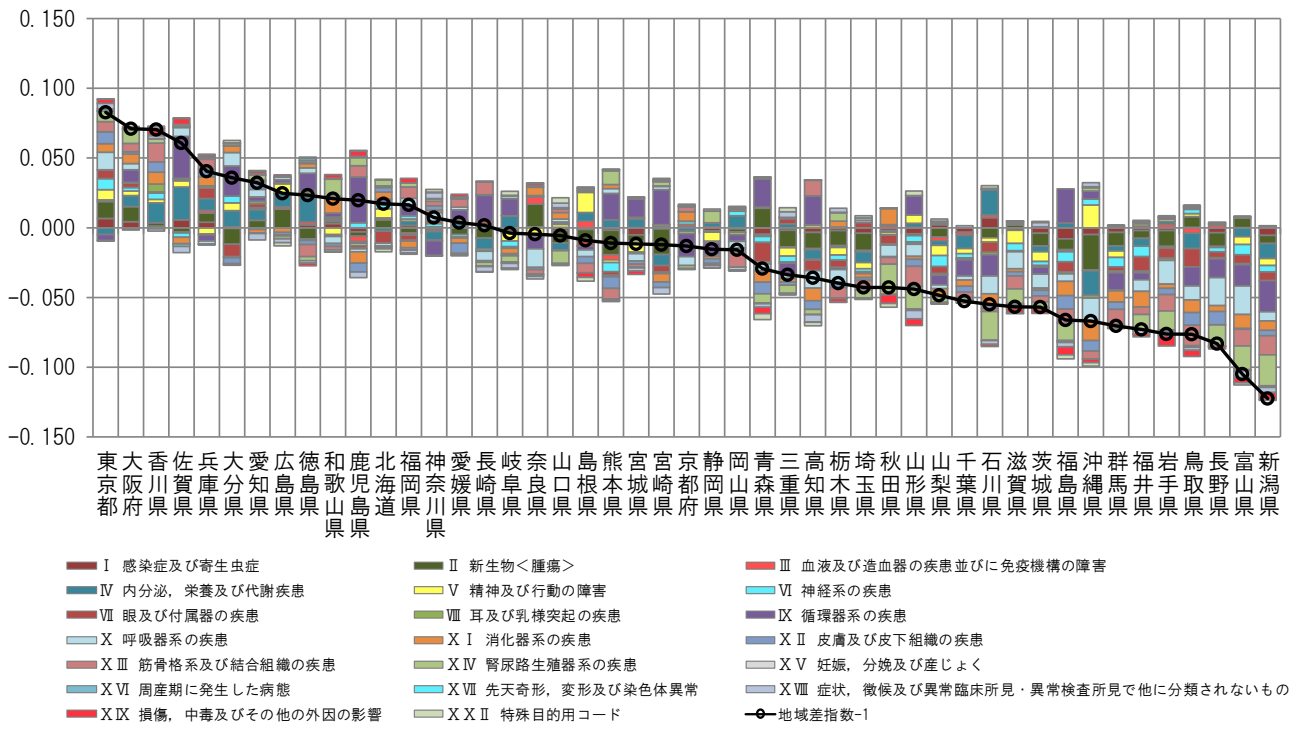 0.150
0.100
0.050
0.000
-0.050
-0.100
-0.150
東京都
大阪府
香川県
佐賀県
兵庫県
大分県
愛知県
広島県
徳島県
和歌山県
鹿児島県
北海道
福岡県
神奈川県
愛媛県
長崎県
岐阜県
奈良県
山口県
島根県
熊本県
宮城県
宮崎県
京都府
静岡県
岡山県
青森県
三重県
高知県
栃木県
埼玉県
秋田県
山形県
山梨県
千葉県
石川県
滋賀県
茨城県
福島県
沖縄県
群馬県
福井県
岩手県
鳥取県
長野県
富山県
新潟県
Ⅰ 感染症及び寄生虫症
Ⅱ 新生物＜腫瘍＞
Ⅲ 血液及び造血器の疾患並びに免疫機構の障害
Ⅳ 内分泌，栄養及び代謝疾患
Ⅴ 精神及び行動の障害
Ⅵ 神経系の疾患
Ⅶ 眼及び付属器の疾患
Ⅷ 耳及び乳様突起の疾患
Ⅸ 循環器系の疾患
Ⅹ 呼吸器系の疾患
ⅩⅠ 消化器系の疾患
ⅩⅡ 皮膚及び皮下組織の疾患
ⅩⅢ 筋骨格系及び結合組織の疾患
ⅩⅣ 腎尿路生殖器系の疾患
ⅩⅤ 妊娠，分娩及び産じょく
ⅩⅥ 周産期に発生した病態
ⅩⅦ 先天奇形，変形及び染色体異常
ⅩⅧ 症状，徴候及び異常臨床所見・異常検査所見で他に分類されないもの
ⅩⅨ 損傷，中毒及びその他の外因の影響
ⅩⅩⅡ 特殊目的用コード
地域差指数-1